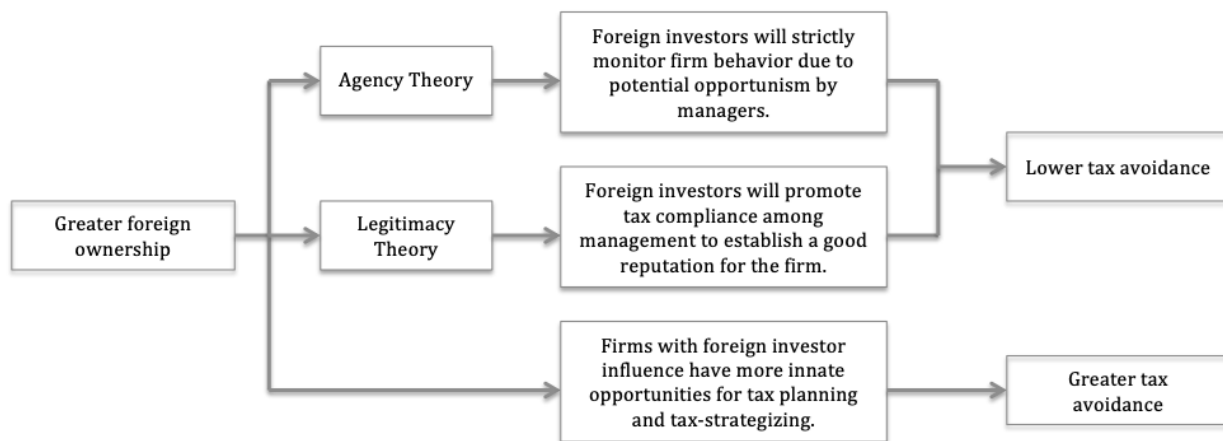 Greater foreign
ownership
Agency Theory
Foreign investors will strictly
monitor firm behavior due to
potential opportunism by
managers.
Legitimacy
Theory
Foreign investors will promote
tax compliance among
management to establish a good
reputation for the firm.
Lower tax avoidance
Firms with foreign investor
influence have more innate
opportunities for tax planning
and tax-strategizing.
Greater tax
avoidance